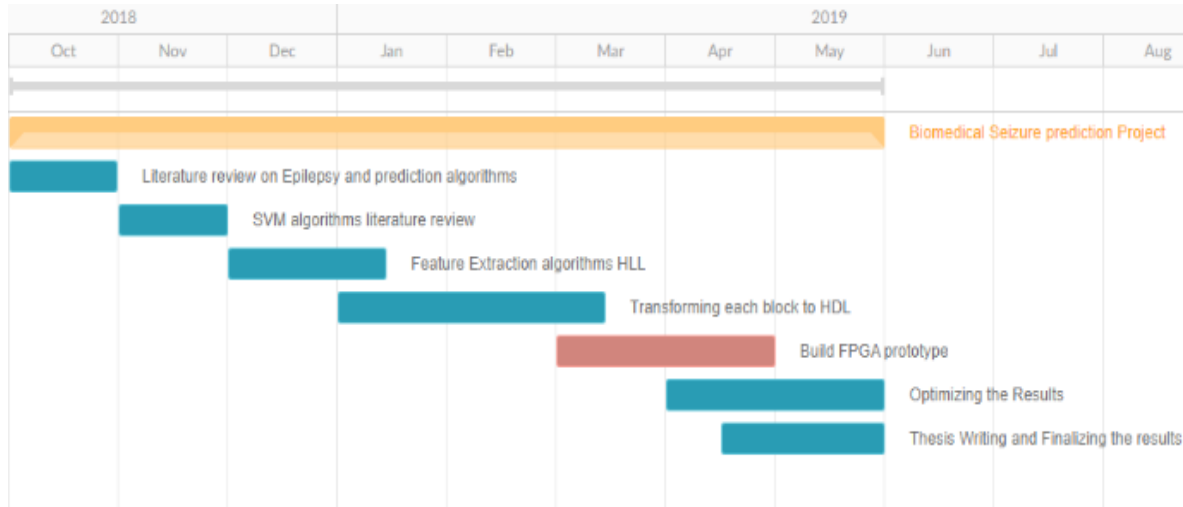 2018 2019
Oct Nov Dec Jan Feb Mar Apr May Jun Jul Aug
Biomedical Seizure prediction Project
Literature review on Epilepsy and prediction algorithms
SVM algorithms literature review
Feature Extraction algorithms HLL
Transforming each block to HDL
Build FPGA prototype
Optimizing the Results
Thesis Writing and Finalizing the results